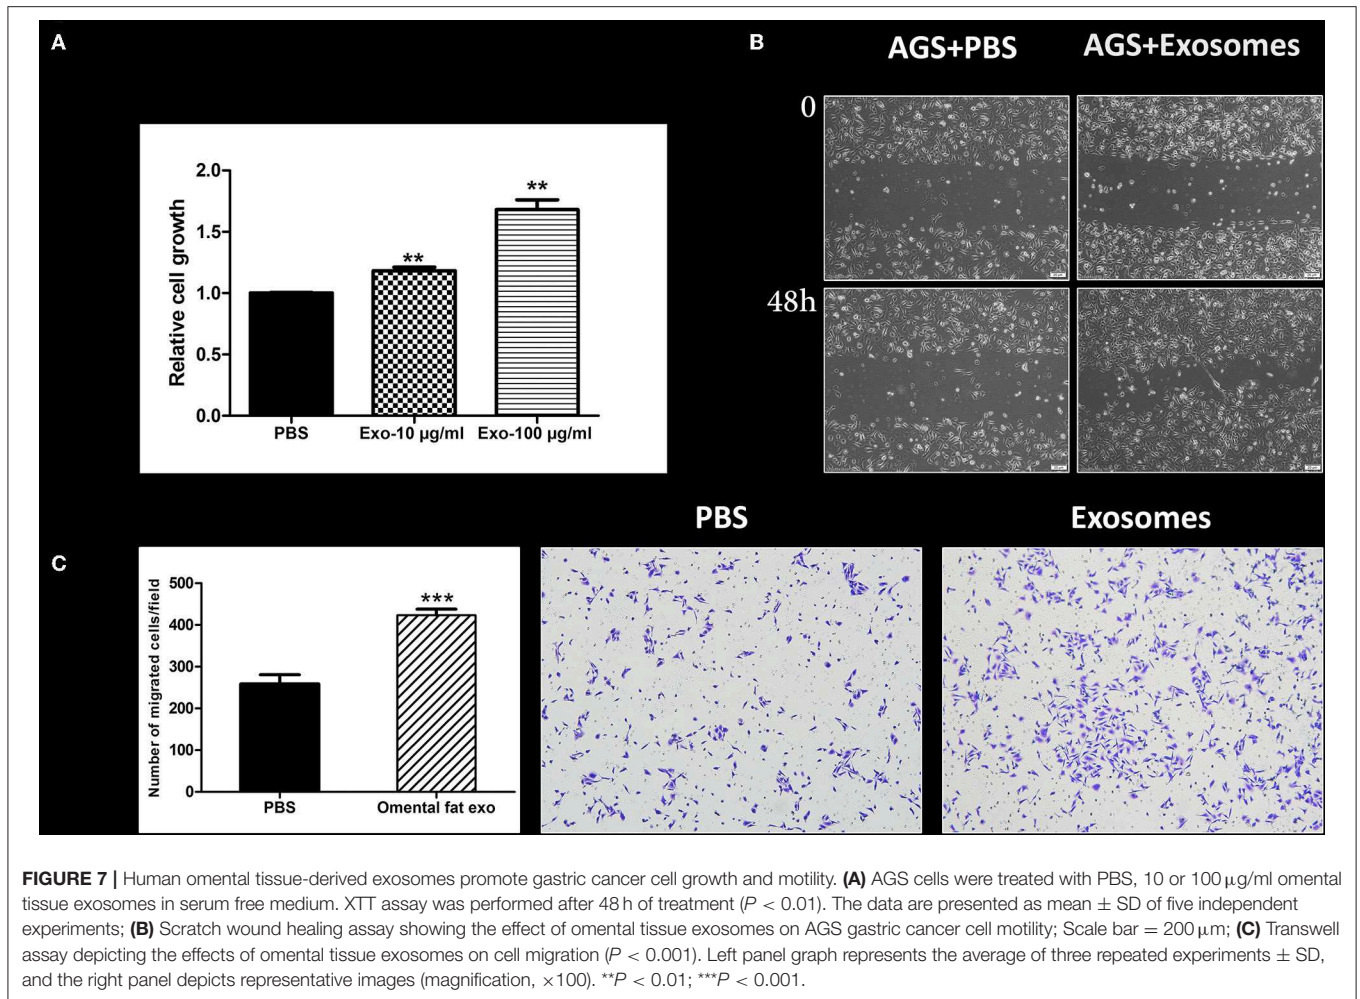 A
B
AGS+PBS
AGS+Exosomes
0
48h
Relative cell growth
2.0
1.5
1.0
0.5
0.0
**
**
PBS
Exo-10 µg/ml
Exo-100 µg/ml
C
PBS
Exosomes
Number of migrated cells/field
500
400
300
200
100
0
***
PBS
Omental fat exo
FIGURE 7 | Human omental tissue-derived exosomes promote gastric cancer cell growth and motility. (A) AGS cells were treated with PBS, 10 or 100 µg/ml omental
tissue exosomes in serum free medium. XTT assay was performed after 48 h of treatment (P < 0.01). The data are presented as mean ± SD of five independent
experiments; (B) Scratch wound healing assay showing the effect of omental tissue exosomes on AGS gastric cancer cell motility; Scale bar = 200 µm; (C) Transwell
assay depicting the effects of omental tissue exosomes on cell migration (P < 0.001). Left panel graph represents the average of three repeated experiments ± SD,
and the right panel depicts representative images (magnification, ×100). **P < 0.01; ***P < 0.001.